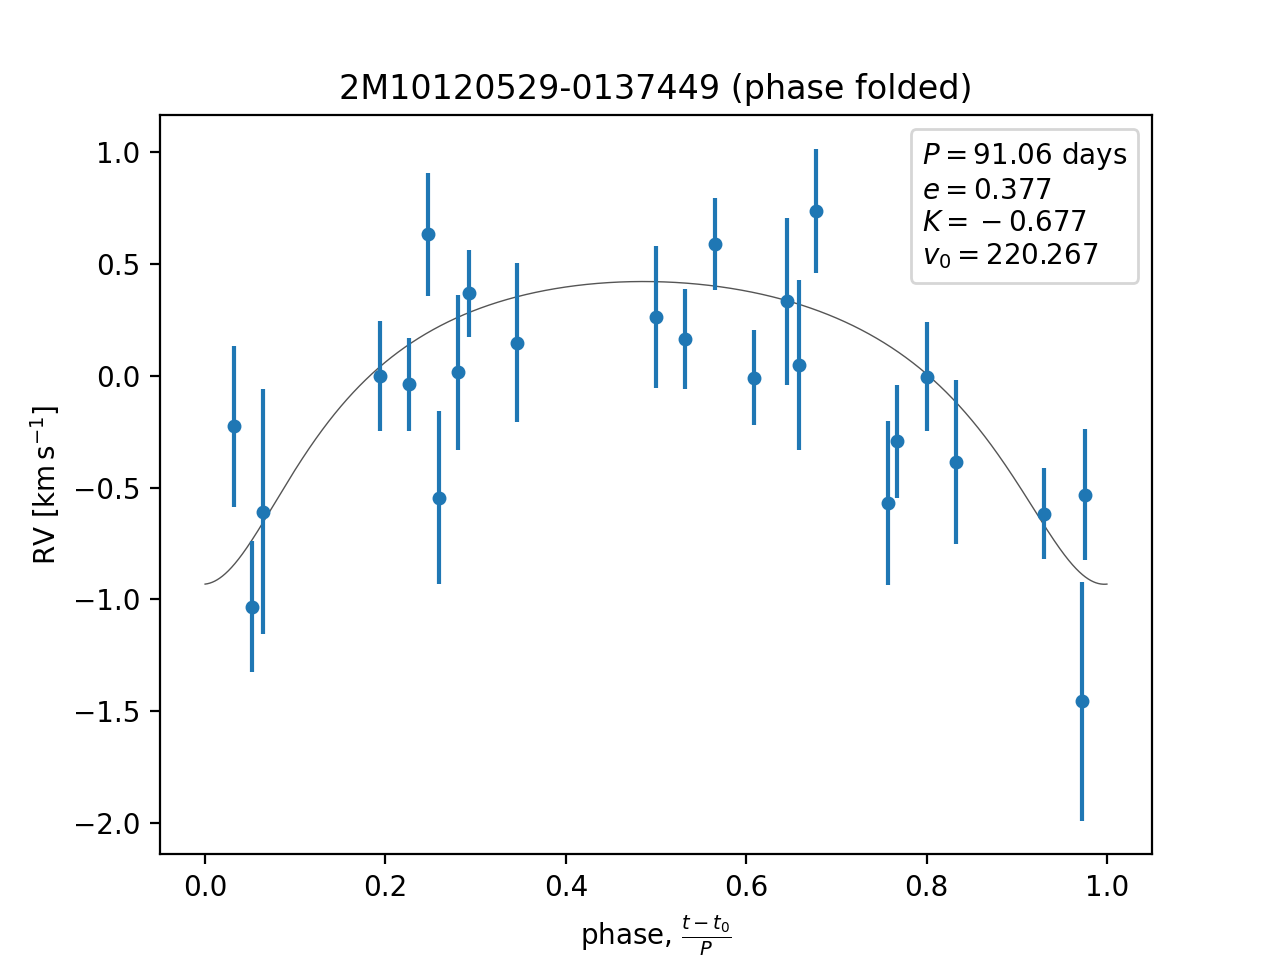 2M10120529-0137449 (phase folded)
P = 91.06 days
e = 0.377
K = −0.677
v₀ = 220.267
1.0
0.5
0.0
−0.5
−1.0
−1.5
−2.0
RV [km s⁻¹]
0.0 0.2 0.4 0.6 0.8 1.0
phase, (t − t₀)/P